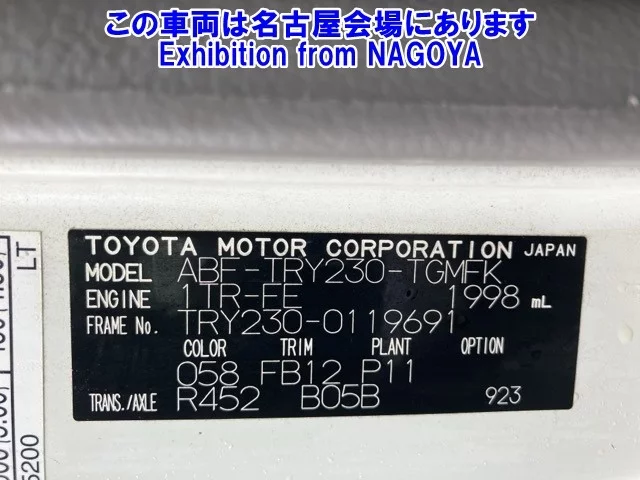 この車両は名古屋会場にあります
Exhibition from NAGOYA
TOYOTA MOTOR CORPORATION JAPAN
MODEL ABF-TRY230-TGMFK
ENGINE 1TR-FE 1998 mL
FRAME No. TRY230-0119691
COLOR TRIM PLANT OPTION
058 FB12 P11
TRANS./AXLE R452 B05B 923
LT
5200